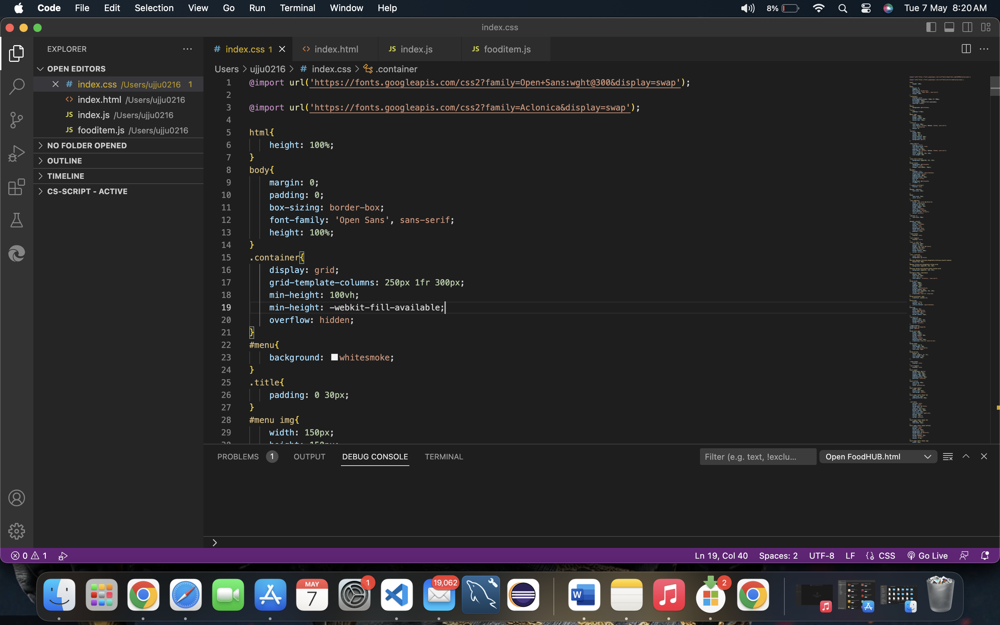 Code File Edit Selection View Go Run Terminal Window Help 8% Tue 7 May 8:20 AM
index.css
EXPLORER
OPEN EDITORS
# index.css /Users/ujju0216 1
index.html /Users/ujju0216
JS index.js /Users/ujju0216
JS fooditem.js /Users/ujju0216
NO FOLDER OPENED
OUTLINE
TIMELINE
CS-SCRIPT - ACTIVE
# index.css 1 <> index.html JS index.js JS fooditem.js
Users > ujju0216 > # index.css > .container
1 @import url('https://fonts.googleapis.com/css2?family=Open+Sans:wght@300&display=swap');
2
3 @import url('https://fonts.googleapis.com/css2?family=Aclonica&display=swap');
4
5 html{
6 height: 100%;
7 }
8 body{
9 margin: 0;
10 padding: 0;
11 box-sizing: border-box;
12 font-family: 'Open Sans', sans-serif;
13 height: 100%;
14 }
15 .container{
16 display: grid;
17 grid-template-columns: 250px 1fr 300px;
18 min-height: 100vh;
19 min-height: -webkit-fill-available;
20 overflow: hidden;
21 }
22 #menu{
23 background: whitesmoke;
24 }
25 .title{
26 padding: 0 30px;
27 }
28 #menu img{
29 width: 150px;
30 height: 150px;
PROBLEMS 1 OUTPUT DEBUG CONSOLE TERMINAL Filter (e.g. text, !exclu... Open FoodHUB.html
>
0 1 Ln 19, Col 40 Spaces: 2 UTF-8 LF CSS Go Live
MAY
7
1
19,062
W
2